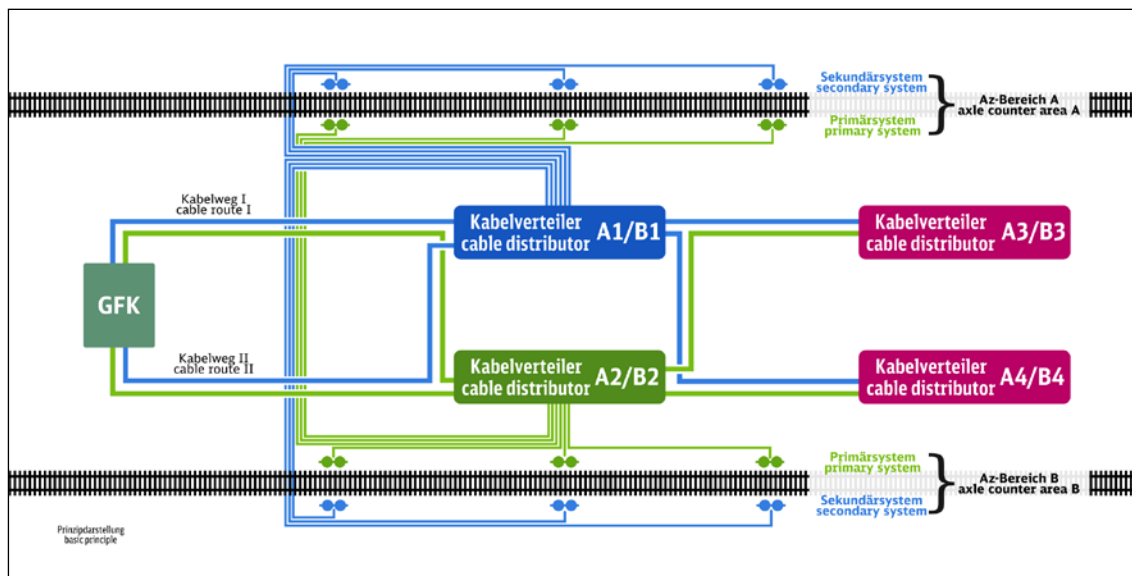 Sekundärsystem
secondary system
Az-Bereich A
axle counter area A
Primärsystem
primary system
Kabelweg I
cable route I
Kabelverteiler
cable distributor A1/B1
Kabelverteiler
cable distributor A3/B3
GFK
Kabelweg II
cable route II
Kabelverteiler
cable distributor A2/B2
Kabelverteiler
cable distributor A4/B4
Primärsystem
primary system
Az-Bereich B
axle counter area B
Sekundärsystem
secondary system
Prinzipdarstellung
basic principle